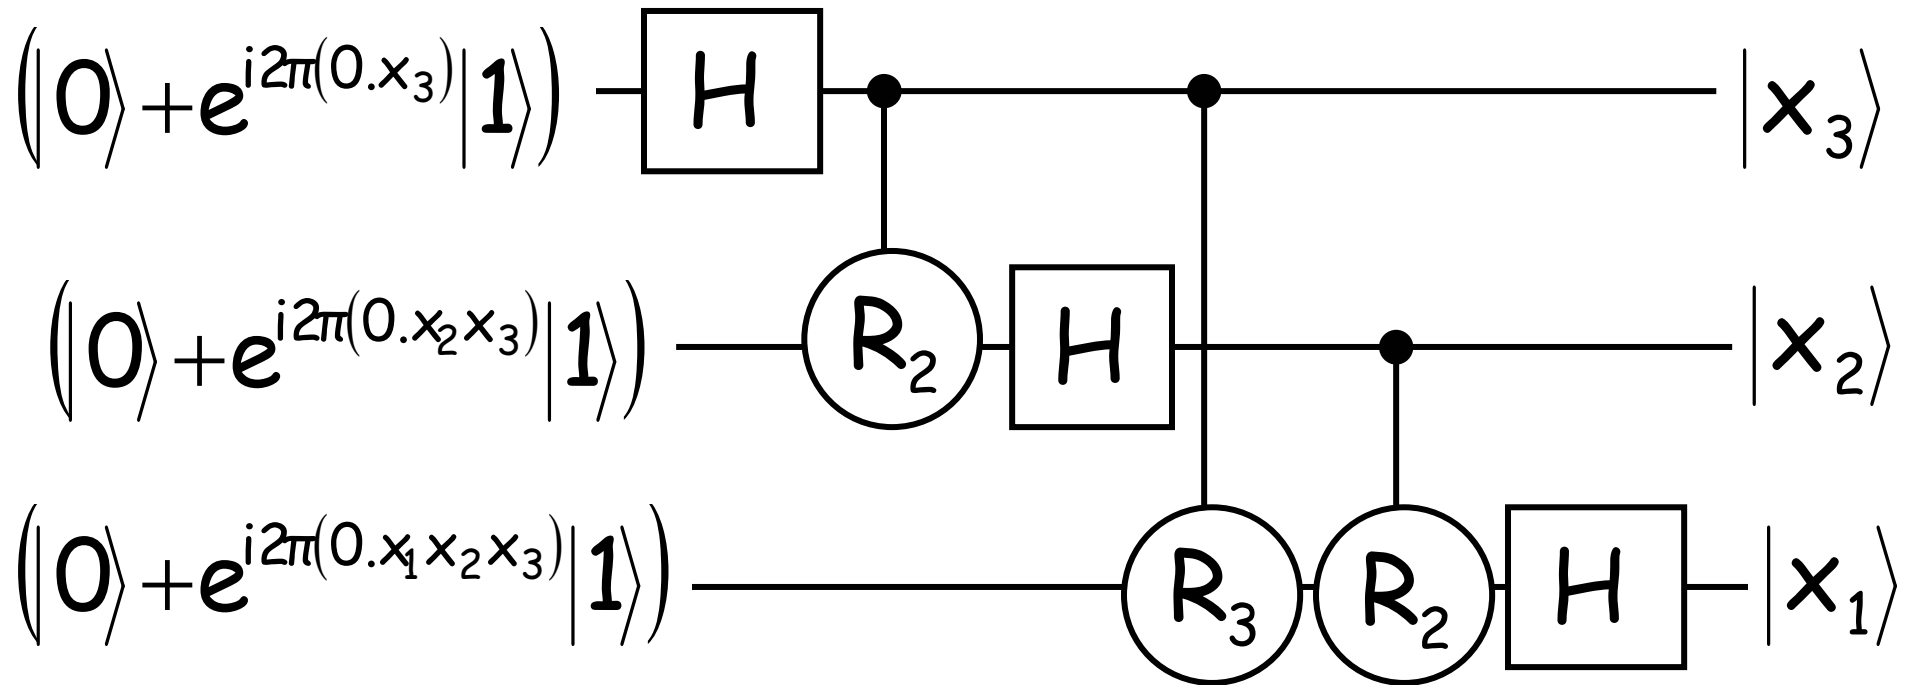 (|0⟩+e^{i2π(0.x₃)}|1⟩) H |x₃⟩
(|0⟩+e^{i2π(0.x₂x₃)}|1⟩) R₂ H |x₂⟩
(|0⟩+e^{i2π(0.x₁x₂x₃)}|1⟩) R₃ R₂ H |x₁⟩